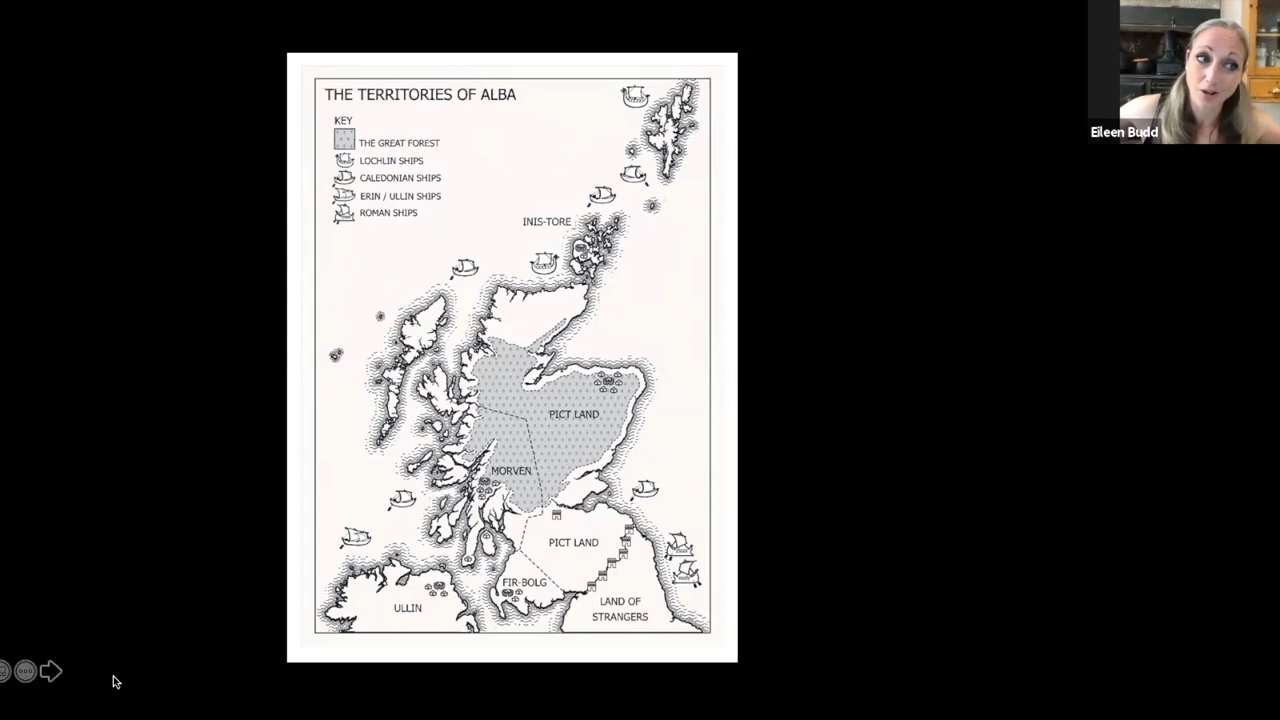 THE TERRITORIES OF ALBA
KEY
THE GREAT FOREST
LOCHLIN SHIPS
CALEDONIAN SHIPS
ERIN / ULLIN SHIPS
ROMAN SHIPS
INIS-TORE
PICT LAND
MORVEN
PICT LAND
FIR-BOLG
ULLIN
LAND OF
STRANGERS
Eileen Budd